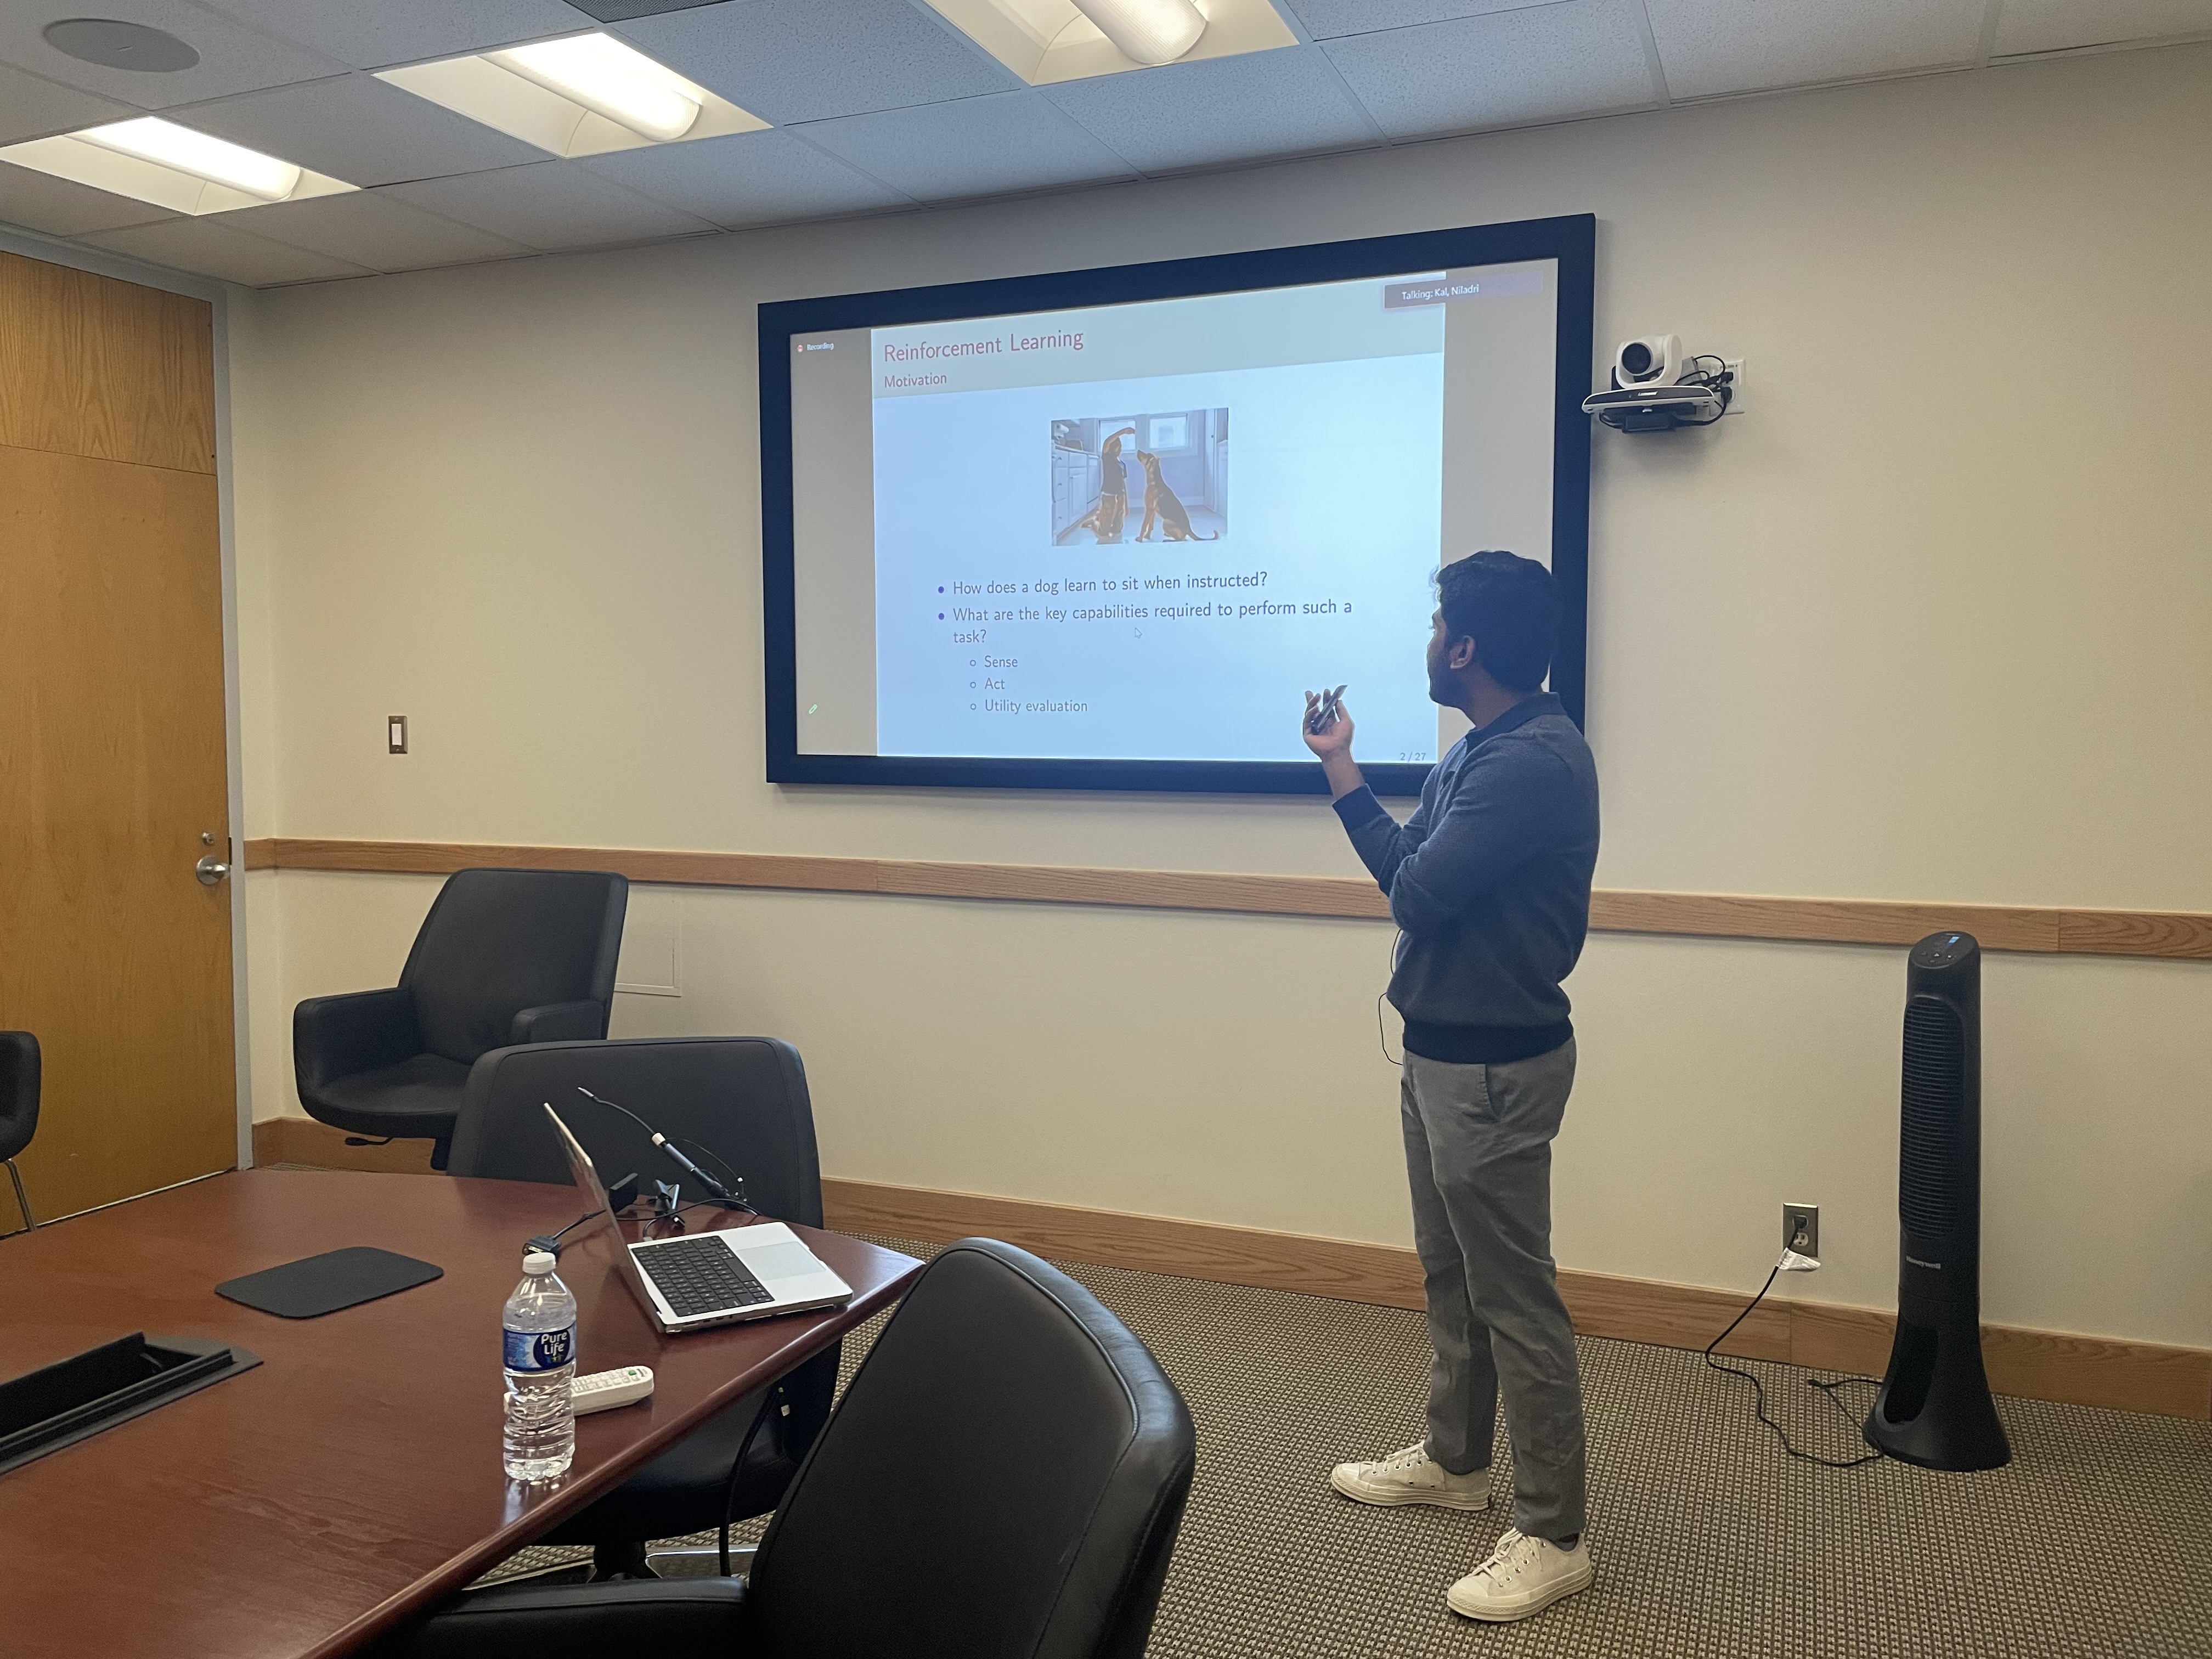 Talking: Kal, Niladri
Recording
Reinforcement Learning
Motivation
How does a dog learn to sit when instructed?
What are the key capabilities required to perform such a
task?
Sense
Act
Utility evaluation
2 / 27
Pure
Life
Honeywell